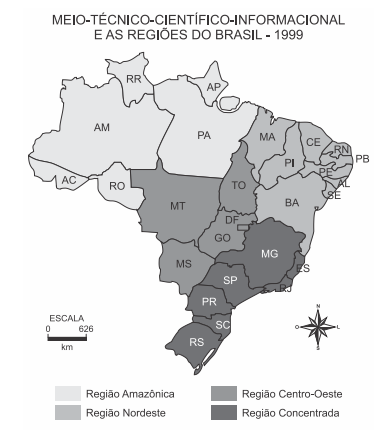 MEIO-TÉCNICO-CIENTÍFICO-INFORMACIONAL
E AS REGIÕES DO BRASIL - 1999
RR
AP
AM
PA
MA
CE
RN
PB
PI
PE
AL
SE
AC
RO
TO
BA
MT
DF
GO
MG
MS
ES
SP
RJ
PR
SC
RS
ESCALA
0 626
km
N
O L
S
Região Amazônica
Região Centro-Oeste
Região Nordeste
Região Concentrada